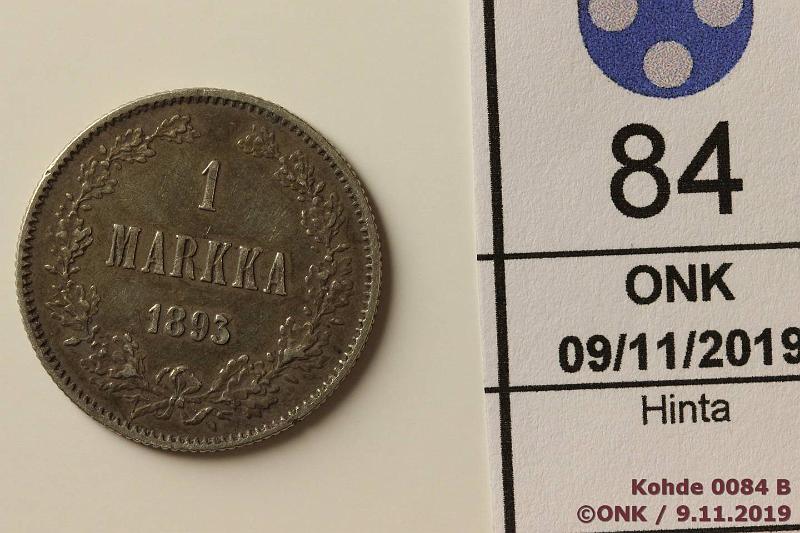 1
MARKKA
1893
84
ONK
09/11/2019
Hinta
Kohde 0084 B
©ONK / 9.11.2019